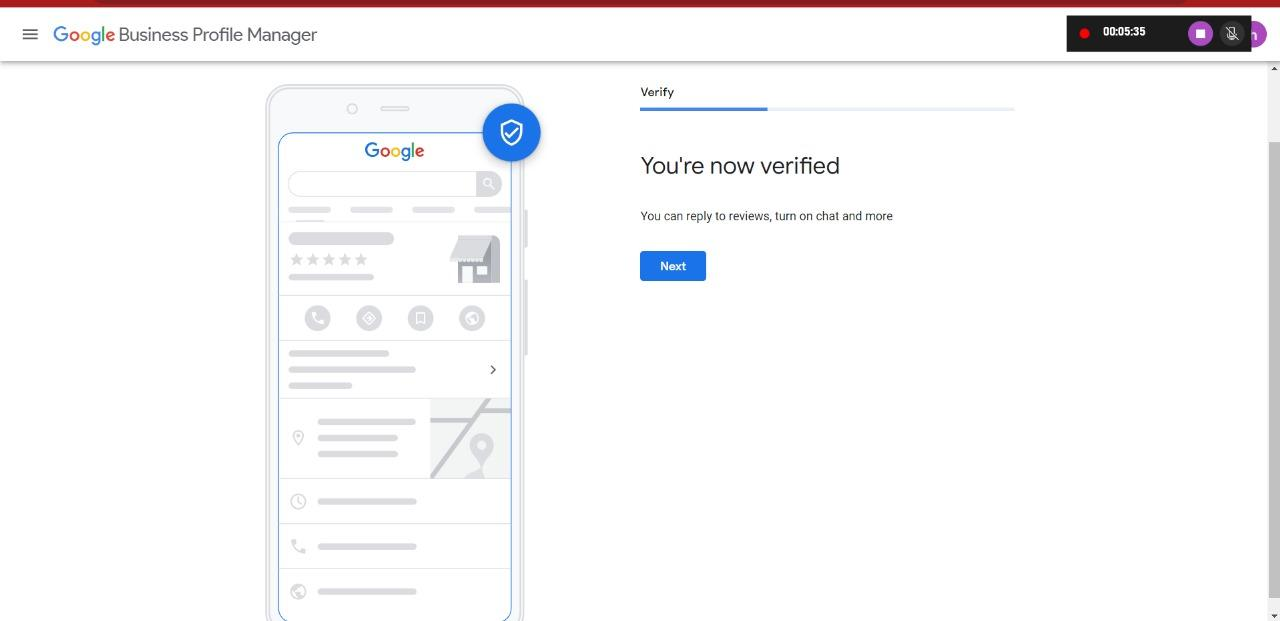 Google Business Profile Manager
00:05:35
n
Google
Verify
You're now verified
You can reply to reviews, turn on chat and more
Next